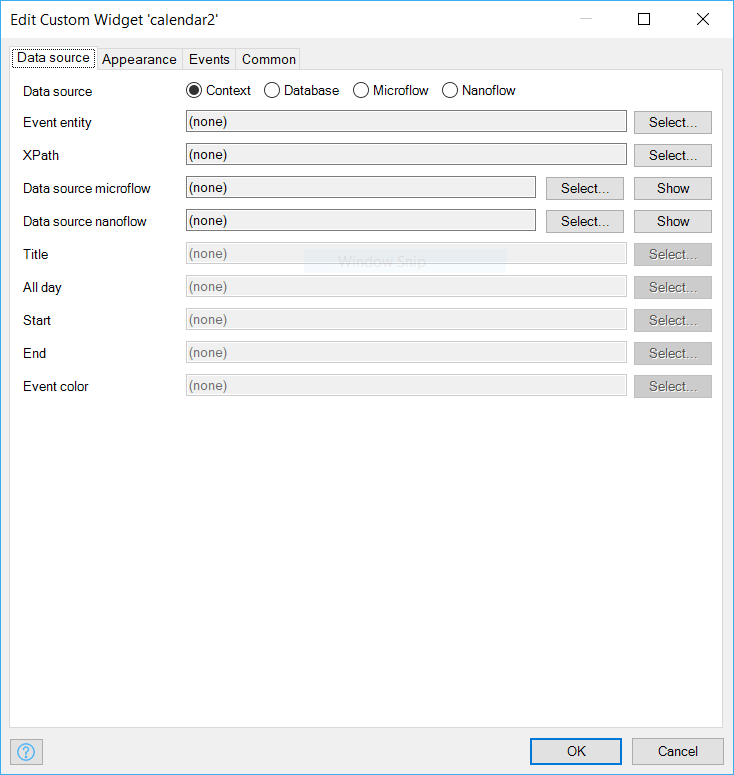 Edit Custom Widget 'calendar2'
Data source Appearance Events Common
Data source Context Database Microflow Nanoflow
Event entity (none) Select...
XPath (none) Select...
Data source microflow (none) Select... Show
Data source nanoflow (none) Select... Show
Title (none) Select...
Window Snip
All day (none) Select...
Start (none) Select...
End (none) Select...
Event color (none) Select...
? OK Cancel